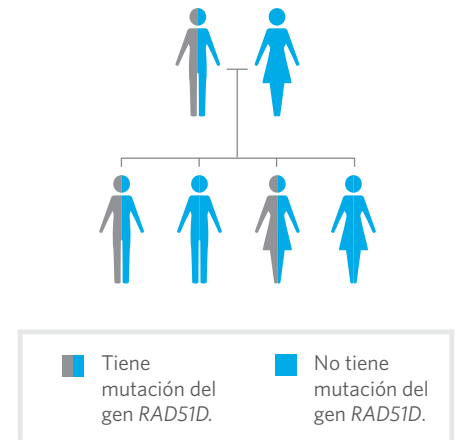 Tiene
mutación del
gen RAD51D.
No tiene
mutación del
gen RAD51D.